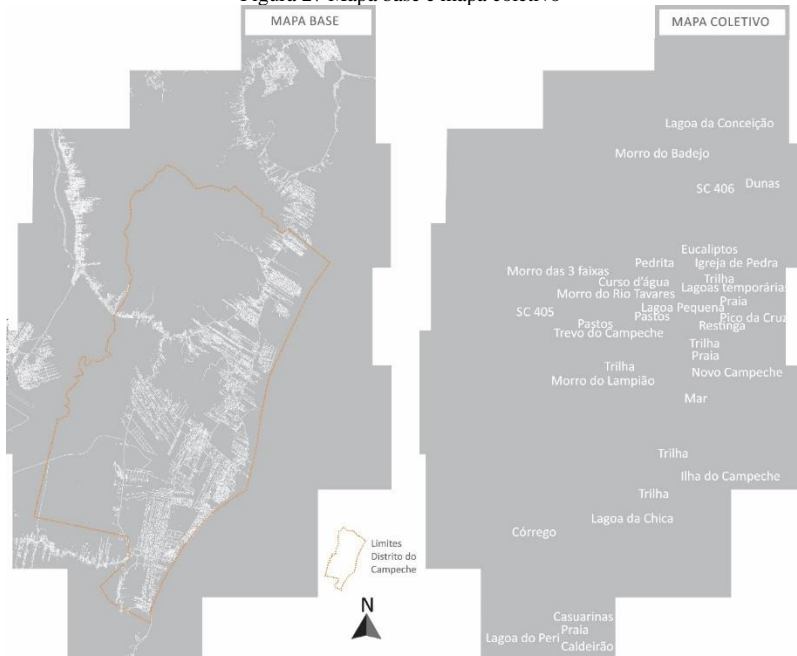 Figura 27 Mapa base e mapa coletivo
MAPA BASE
MAPA COLETIVO
Lagoa da Conceição
Morro do Badejo
SC 406
Dunas
Eucaliptos
Pedrita
Igreja de Pedra
Morro das 3 faixas
Trilha
Curso d'água
Lagoas temporárias
Morro do Rio Tavares
Praia
Lagoa Pequena
SC 405
Pastos
Pico da Cruz
Pastos
Restinga
Trevo do Campeche
Trilha
Praia
Trilha
Novo Campeche
Morro do Lampião
Mar
Trilha
Ilha do Campeche
Trilha
Lagoa da Chica
Córrego
Limites
Distrito do
Campeche
N
Casuarinas
Praia
Lagoa do Peri
Caldeirão